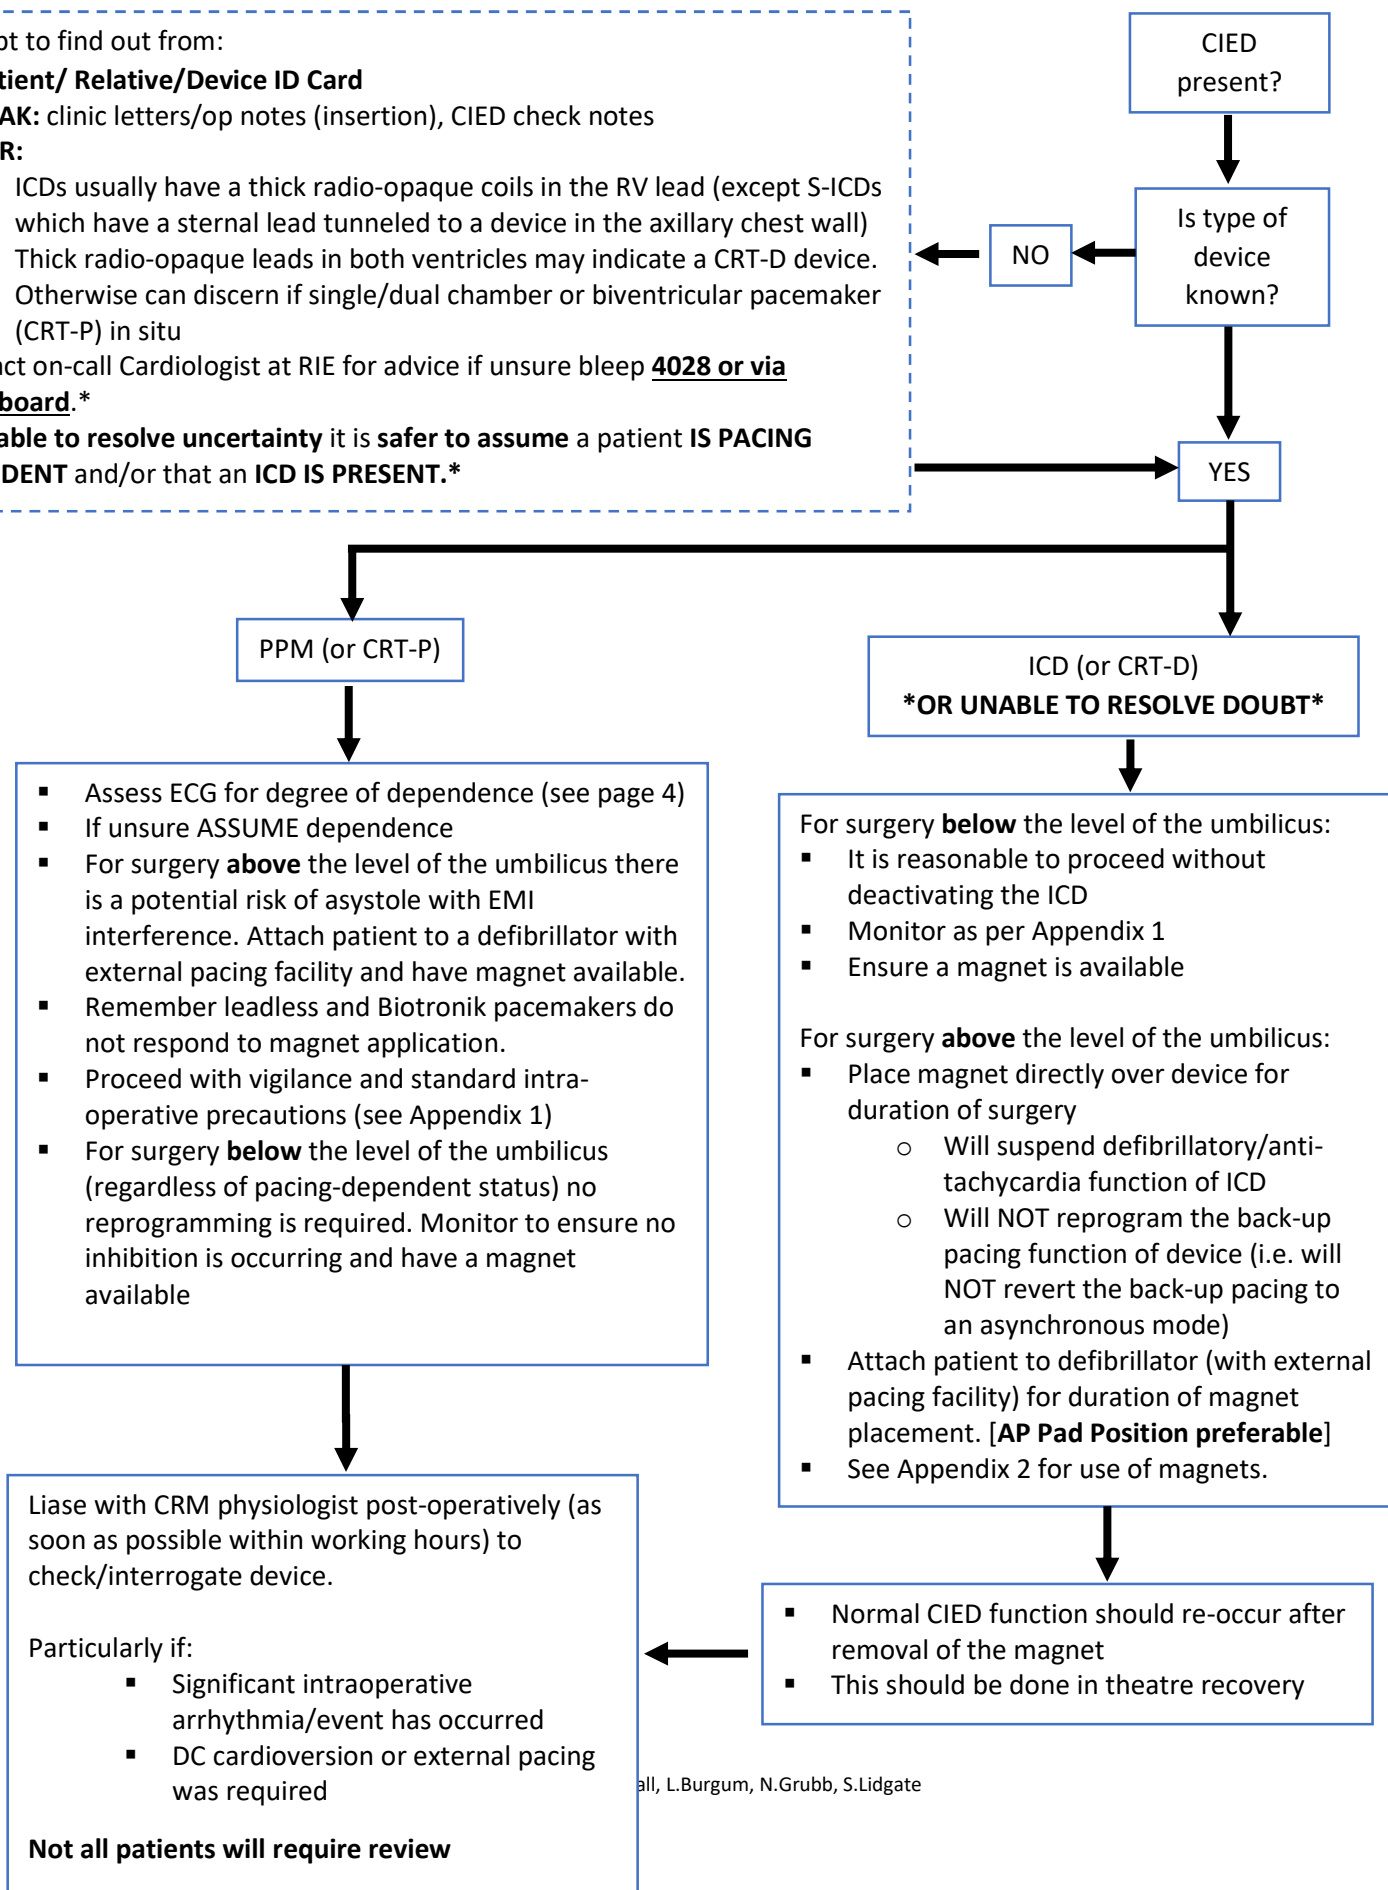 CIED
present?
pt to find out from:
tient/ Relative/Device ID Card
AK: clinic letters/op notes (insertion), CIED check notes
R:
ICDs usually have a thick radio-opaque coils in the RV lead (except S-ICDs
which have a sternal lead tunneled to a device in the axillary chest wall)
Thick radio-opaque leads in both ventricles may indicate a CRT-D device.
Otherwise can discern if single/dual chamber or biventricular pacemaker
(CRT-P) in situ
act on-call Cardiologist at RIE for advice if unsure bleep 4028 or via
board.*
able to resolve uncertainty it is safer to assume a patient IS PACING
DENT and/or that an ICD IS PRESENT.*
Is type of
device
known?
NO
YES
PPM (or CRT-P)
ICD (or CRT-D)
*OR UNABLE TO RESOLVE DOUBT*
▪ Assess ECG for degree of dependence (see page 4)
▪ If unsure ASSUME dependence
▪ For surgery above the level of the umbilicus there
is a potential risk of asystole with EMI
interference. Attach patient to a defibrillator with
external pacing facility and have magnet available.
▪ Remember leadless and Biotronik pacemakers do
not respond to magnet application.
▪ Proceed with vigilance and standard intra-
operative precautions (see Appendix 1)
▪ For surgery below the level of the umbilicus
(regardless of pacing-dependent status) no
reprogramming is required. Monitor to ensure no
inhibition is occurring and have a magnet
available
For surgery below the level of the umbilicus:
▪ It is reasonable to proceed without
deactivating the ICD
▪ Monitor as per Appendix 1
▪ Ensure a magnet is available
For surgery above the level of the umbilicus:
▪ Place magnet directly over device for
duration of surgery
o Will suspend defibrillatory/anti-
tachycardia function of ICD
o Will NOT reprogram the back-up
pacing function of device (i.e. will
NOT revert the back-up pacing to
an asynchronous mode)
▪ Attach patient to defibrillator (with external
pacing facility) for duration of magnet
placement. [AP Pad Position preferable]
▪ See Appendix 2 for use of magnets.
Liase with CRM physiologist post-operatively (as
soon as possible within working hours) to
check/interrogate device.
Particularly if:
▪ Significant intraoperative
arrhythmia/event has occurred
▪ DC cardioversion or external pacing
was required
Not all patients will require review
▪ Normal CIED function should re-occur after
removal of the magnet
▪ This should be done in theatre recovery
all, L.Burgum, N.Grubb, S.Lidgate